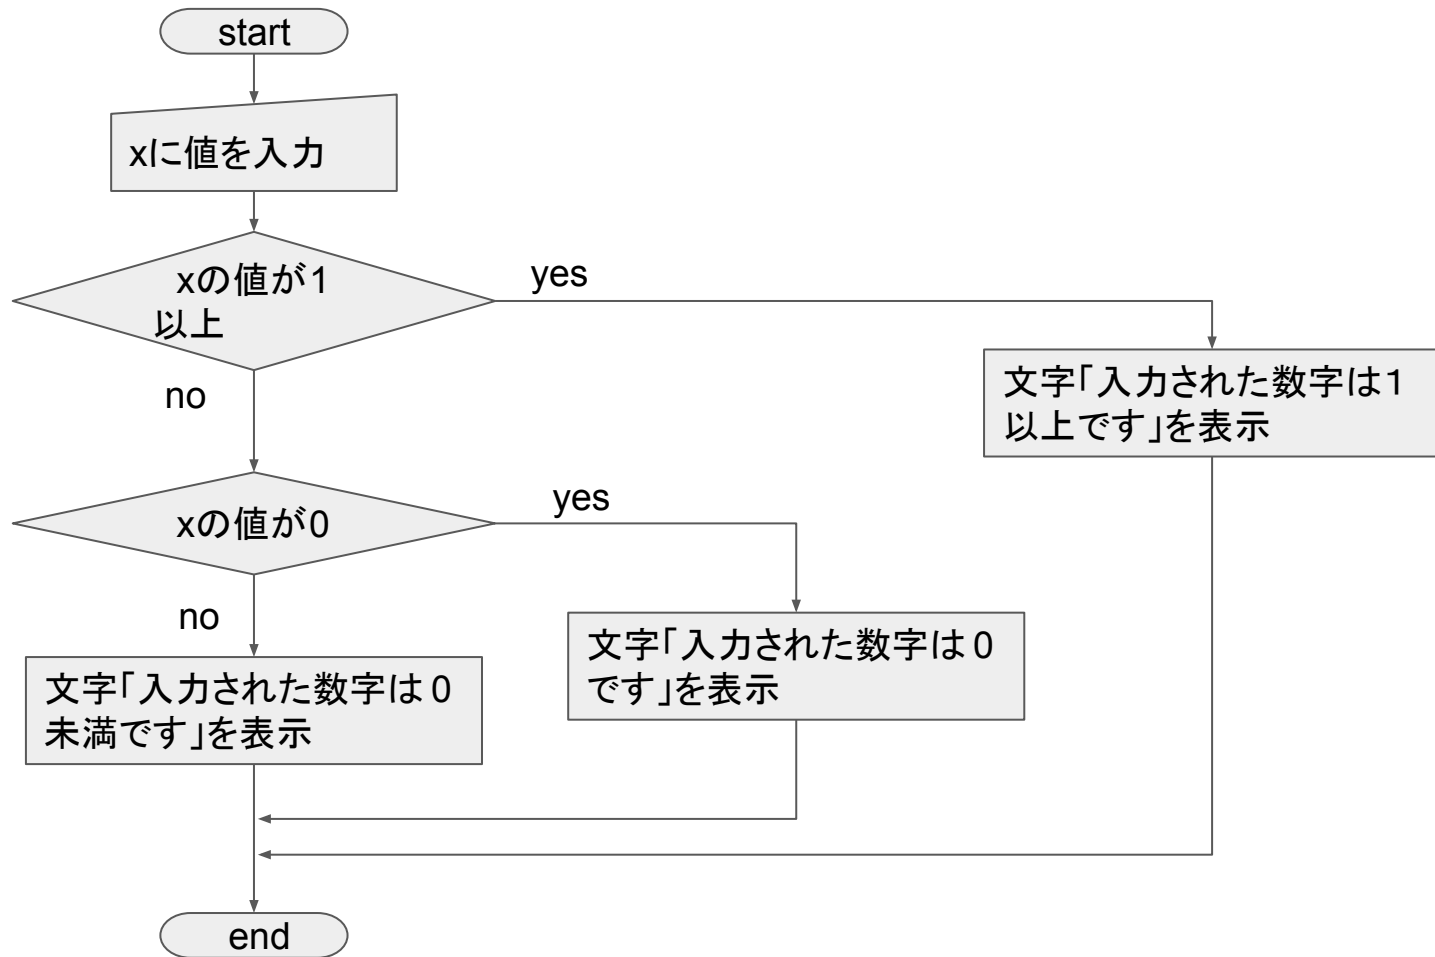 start
xに値を入力
xの値が1
以上
yes
no
文字「入力された数字は1
以上です」を表示
xの値が0
yes
no
文字「入力された数字は0
です」を表示
文字「入力された数字は0
未満です」を表示
end